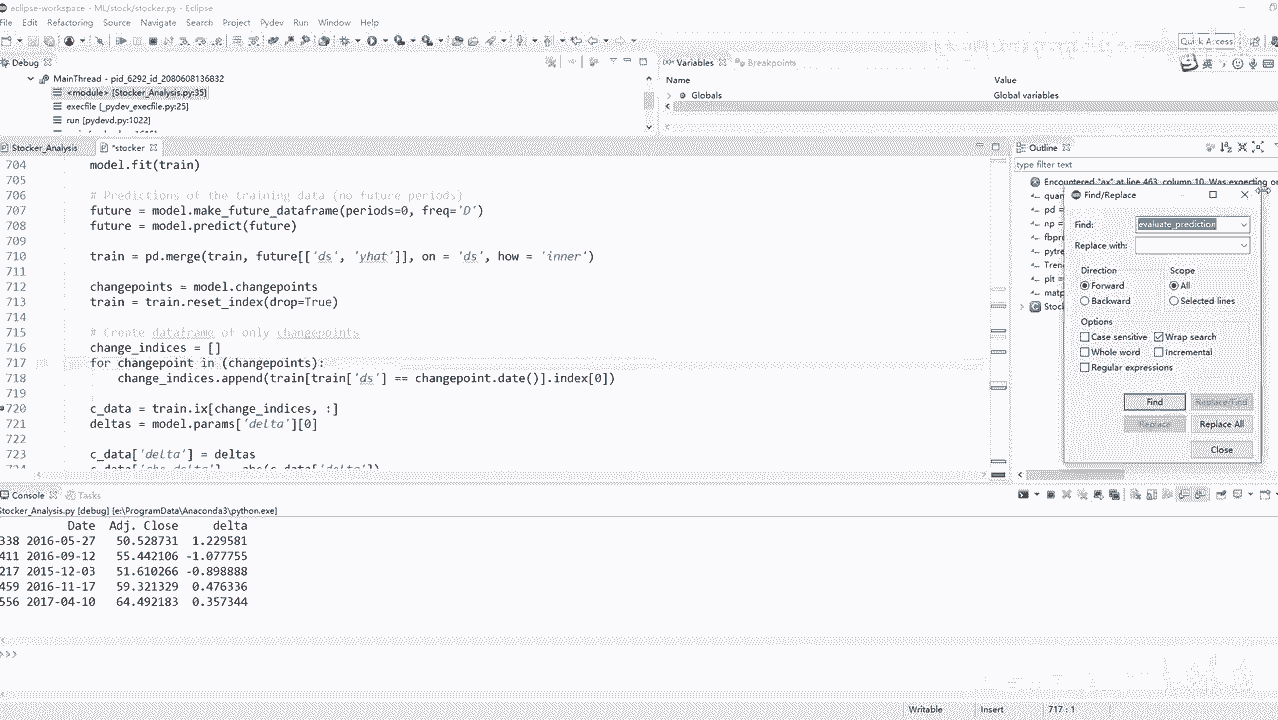 eclipse-workspace - ML/stock/stocker.py - Eclipse
File Edit Refactoring Source Navigate Search Project Pydev Run Window Help
Quick Access
Debug
MainThread - pid_6292_id_2080608136832
<module> [Stocker_Analysis.py:35]
execfile [_pydev_execfile.py:25]
run [pydevd.py:1022]
Variables Breakpoints
Name Value
Globals Global variables
Stocker_Analysis *stocker
704 model.fit(train)
705
706 # Predictions of the training data (no future periods)
707 future = model.make_future_dataframe(periods=0, freq='D')
708 future = model.predict(future)
709
710 train = pd.merge(train, future[['ds', 'yhat']], on = 'ds', how = 'inner')
711
712 changepoints = model.changepoints
713 train = train.reset_index(drop=True)
714
715 # Create dataframe of only changepoints
716 change_indices = []
717 for changepoint in (changepoints):
718 change_indices.append(train[train['ds'] == changepoint.date()].index[0])
719
720 c_data = train.ix[change_indices, :]
721 deltas = model.params['delta'][0]
722
723 c_data['delta'] = deltas
724 c_data['abs_delta'] = abs(c_data['delta'])
Outline
type filter text
Encountered "ax" at line 463, column 10. Was expecting on
quan
pd =
np =
fbpr
pytre
Tren
plt =
matp
Stock
Find/Replace
Find: evaluate_prediction
Replace with:
Direction Scope
Forward All
Backward Selected lines
Options
Case sensitive Wrap search
Whole word Incremental
Regular expressions
Find Replace/Find
Replace Replace All
Close
Console Tasks
Stocker_Analysis.py [debug] [e:\ProgramData\Anaconda3\python.exe]
Date Adj. Close delta
338 2016-05-27 50.528731 1.229581
411 2016-09-12 55.442106 -1.077755
217 2015-12-03 51.610266 -0.898888
459 2016-11-17 59.321329 0.476336
556 2017-04-10 64.492183 0.357344
>>>
Writable Insert 717 : 1